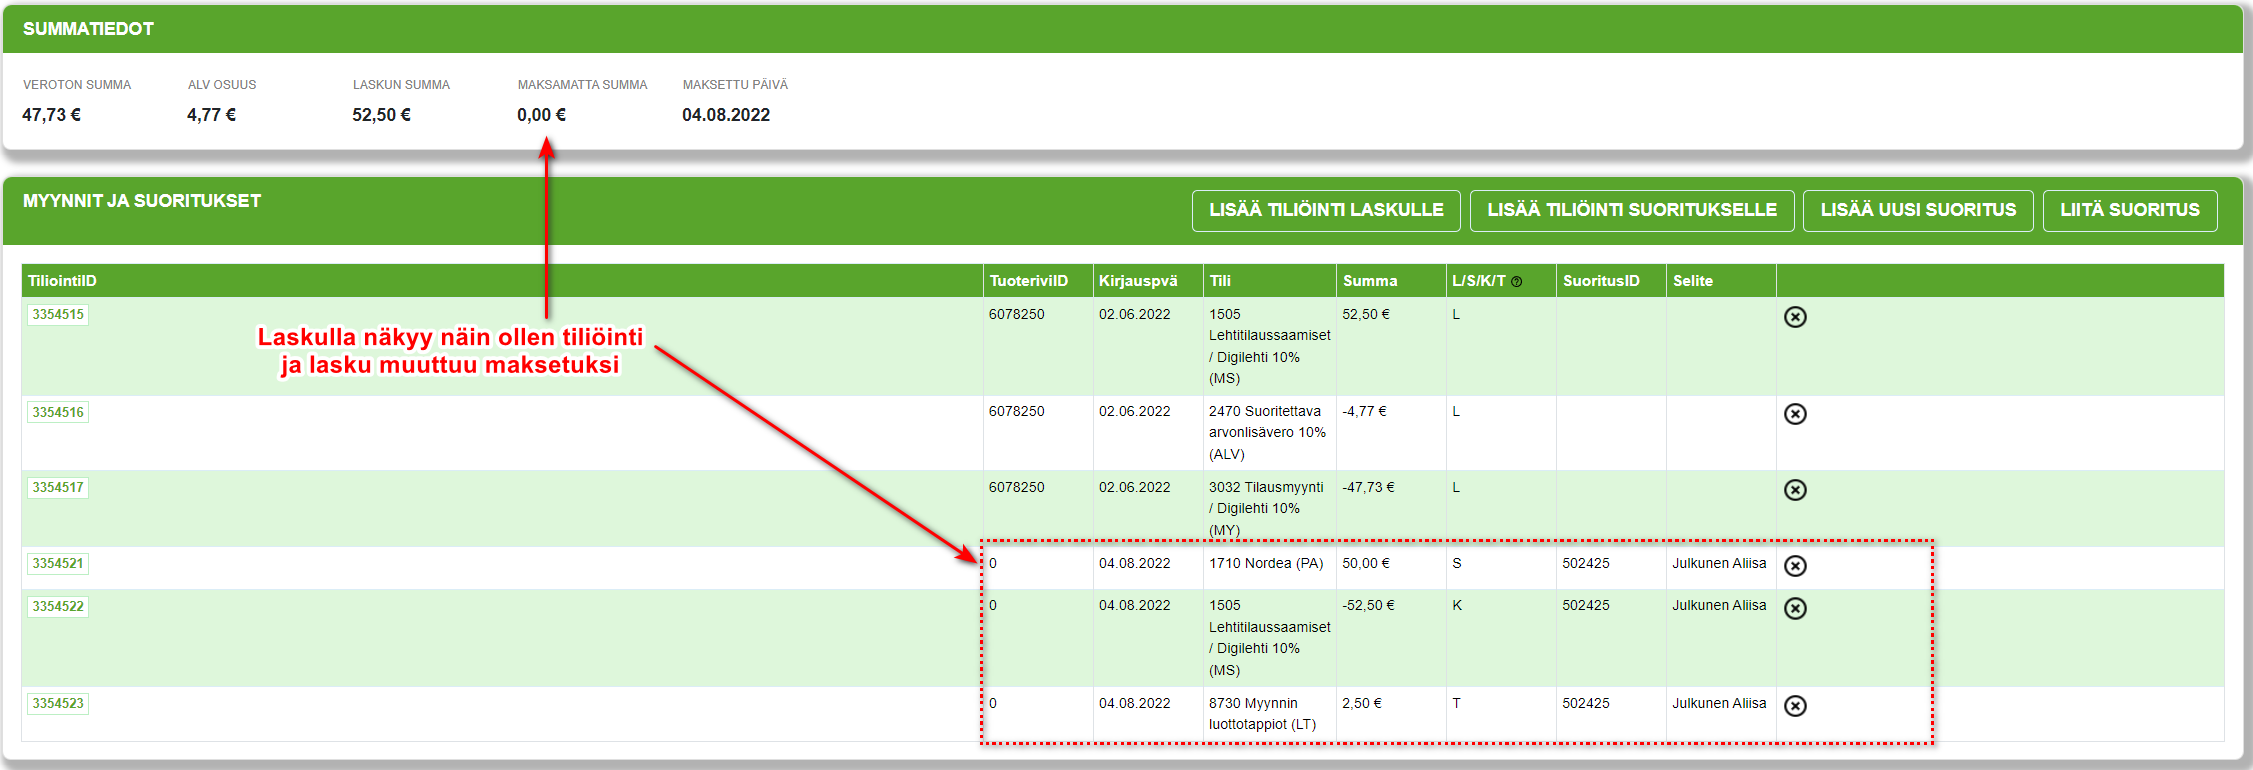 SUMMATIEDOT
VEROTON SUMMA ALV OSUUS LASKUN SUMMA MAKSAMATTA SUMMA MAKSETTU PÄIVÄ
47,73 € 4,77 € 52,50 € 0,00 € 04.08.2022
MYYNNIT JA SUORITUKSET
LISÄÄ TILIÖINTI LASKULLE LISÄÄ TILIÖINTI SUORITUKSELLE LISÄÄ UUSI SUORITUS LIITÄ SUORITUS
TiliointiID TuoteriviID Kirjauspvä Tili Summa L/S/K/T SuoritusID Selite
3354515 6078250 02.06.2022 1505 52,50 € L
Lehtitilaussaamiset
/ Digilehti 10%
(MS)
Laskulla näkyy näin ollen tiliöinti
ja lasku muuttuu maksetuksi
3354516 6078250 02.06.2022 2470 Suoritettava -4,77 € L
arvonlisävero 10%
(ALV)
3354517 6078250 02.06.2022 3032 Tilausmyynti -47,73 € L
/ Digilehti 10%
(MY)
3354521 0 04.08.2022 1710 Nordea (PA) 50,00 € S 502425 Julkunen Aliisa
3354522 0 04.08.2022 1505 -52,50 € K 502425 Julkunen Aliisa
Lehtitilaussaamiset
/ Digilehti 10%
(MS)
3354523 0 04.08.2022 8730 Myynnin 2,50 € T 502425 Julkunen Aliisa
luottotappiot (LT)